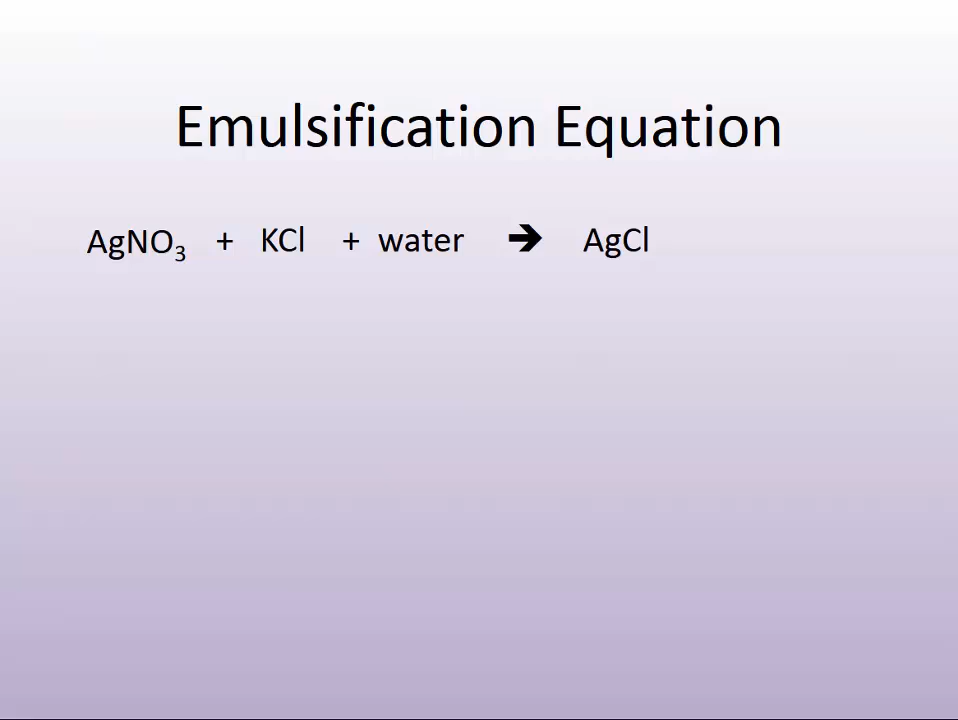 Emulsification Equation
AgNO₃ + KCl + water ➔ AgCl